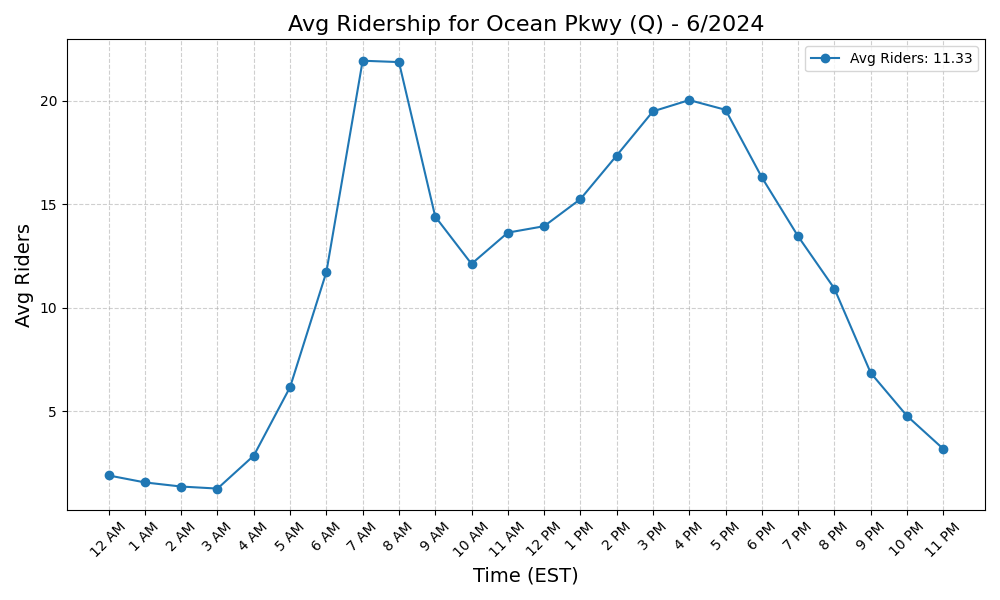 Avg Ridership for Ocean Pkwy (Q) - 6/2024
Avg Riders: 11.33
Avg Riders
20
15
10
5
12 AM
1 AM
2 AM
3 AM
4 AM
5 AM
6 AM
7 AM
8 AM
9 AM
10 AM
11 AM
12 PM
1 PM
2 PM
3 PM
4 PM
5 PM
6 PM
7 PM
8 PM
9 PM
10 PM
11 PM
Time (EST)